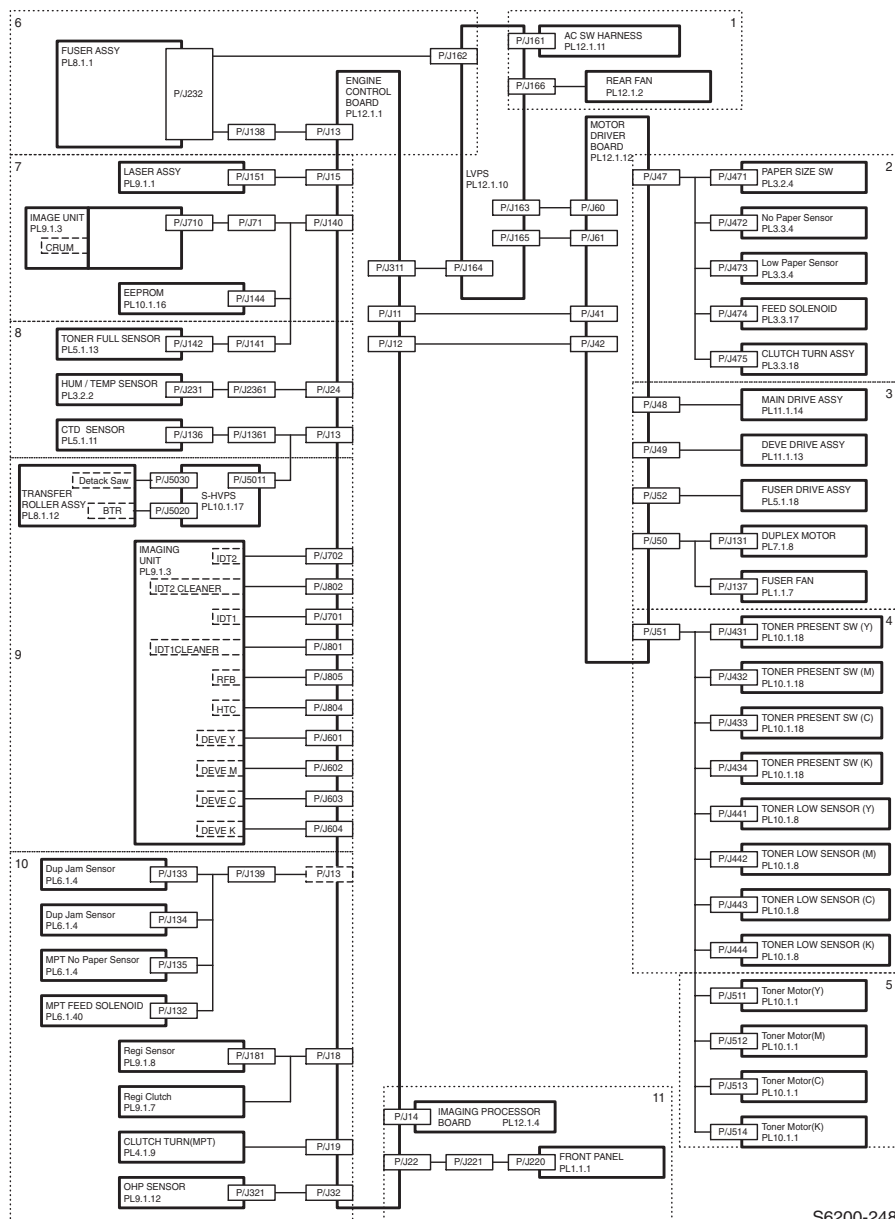 6
FUSER ASSY
PL8.1.1
P/J232
P/J138
P/J13
P/J162
ENGINE
CONTROL
BOARD
PL12.1.1
1
P/J161
AC SW HARNESS
PL12.1.11
P/J166
REAR FAN
PL12.1.2
MOTOR
DRIVER
BOARD
PL12.1.12
LVPS
PL12.1.10
P/J163
P/J60
P/J165
P/J61
P/J311
P/J164
P/J11
P/J41
P/J12
P/J42
7
LASER ASSY
PL9.1.1
P/J151
P/J15
IMAGE UNIT
PL9.1.3
CRUM
P/J710
P/J71
P/J140
EEPROM
PL10.1.16
P/J144
8
TONER FULL SENSOR
PL5.1.13
P/J142
P/J141
HUM / TEMP SENSOR
PL3.2.2
P/J231
P/J2361
P/J24
CTD SENSOR
PL5.1.11
P/J136
P/J1361
P/J13
Detack Saw
P/J5030
P/J5011
TRANSFER
ROLLER ASSY
PL8.1.12
BTR
P/J5020
S-HVPS
PL10.1.17
9
IMAGING
UNIT
PL9.1.3
IDT2
P/J702
IDT2 CLEANER
P/J802
IDT1
P/J701
IDT1CLEANER
P/J801
RFB
P/J805
HTC
P/J804
DEVE Y
P/J601
DEVE M
P/J602
DEVE C
P/J603
DEVE K
P/J604
10
Dup Jam Sensor
PL6.1.4
P/J133
P/J139
P/J13
Dup Jam Sensor
PL6.1.4
P/J134
MPT No Paper Sensor
PL6.1.4
P/J135
MPT FEED SOLENOID
PL6.1.40
P/J132
Regi Sensor
PL9.1.8
P/J181
P/J18
Regi Clutch
PL9.1.7
CLUTCH TURN(MPT)
PL4.1.9
P/J19
OHP SENSOR
PL9.1.12
P/J321
P/J32
2
P/J47
P/J471
PAPER SIZE SW
PL3.2.4
P/J472
No Paper Sensor
PL3.3.4
P/J473
Low Paper Sensor
PL3.3.4
P/J474
FEED SOLENOID
PL3.3.17
P/J475
CLUTCH TURN ASSY
PL3.3.18
3
P/J48
MAIN DRIVE ASSY
PL11.1.14
P/J49
DEVE DRIVE ASSY
PL11.1.13
P/J52
FUSER DRIVE ASSY
PL5.1.18
P/J50
P/J131
DUPLEX MOTOR
PL7.1.8
P/J137
FUSER FAN
PL1.1.7
4
P/J51
P/J431
TONER PRESENT SW (Y)
PL10.1.18
P/J432
TONER PRESENT SW (M)
PL10.1.18
P/J433
TONER PRESENT SW (C)
PL10.1.18
P/J434
TONER PRESENT SW (K)
PL10.1.18
P/J441
TONER LOW SENSOR (Y)
PL10.1.8
P/J442
TONER LOW SENSOR (M)
PL10.1.8
P/J443
TONER LOW SENSOR (C)
PL10.1.8
P/J444
TONER LOW SENSOR (K)
PL10.1.8
5
P/J511
Toner Motor(Y)
PL10.1.1
P/J512
Toner Motor(M)
PL10.1.1
P/J513
Toner Motor(C)
PL10.1.1
P/J514
Toner Motor(K)
PL10.1.1
11
P/J14
IMAGING PROCESSOR
BOARD PL12.1.4
P/J22
P/J221
P/J220
FRONT PANEL
PL1.1.1
S6200-248